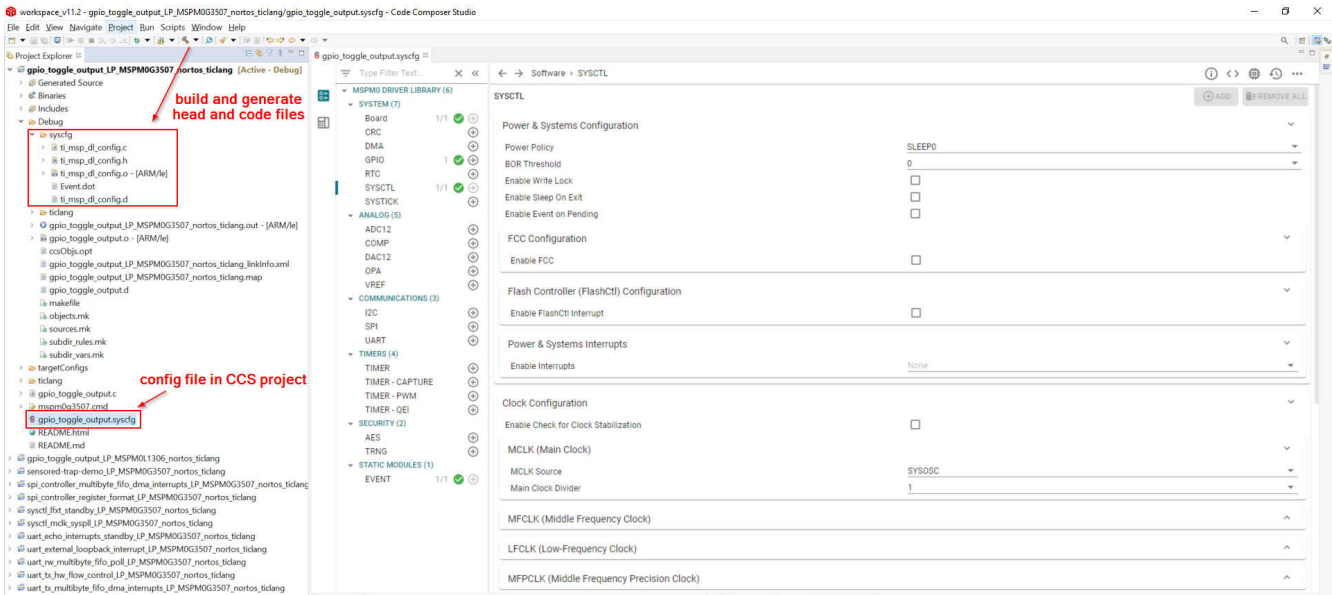 workspace_v11.2 - gpio_toggle_output_LP_MSPM0G3507_nortos_ticlang/gpio_toggle_output.syscfg - Code Composer Studio
File Edit View Navigate Project Run Scripts Window Help
Project Explorer
gpio_toggle_output_LP_MSPM0G3507_nortos_ticlang [Active - Debug]
Generated Source
Binaries
Includes
Debug
syscfg
ti_msp_dl_config.c
ti_msp_dl_config.h
ti_msp_dl_config.o - [ARM/le]
Event.dot
ti_msp_dl_config.d
ticlang
gpio_toggle_output_LP_MSPM0G3507_nortos_ticlang.out - [ARM/le]
gpio_toggle_output.o - [ARM/le]
ccsObjs.opt
gpio_toggle_output_LP_MSPM0G3507_nortos_ticlang_linkInfo.xml
gpio_toggle_output_LP_MSPM0G3507_nortos_ticlang.map
gpio_toggle_output.d
makefile
objects.mk
sources.mk
subdir_rules.mk
subdir_vars.mk
targetConfigs
ticlang
gpio_toggle_output.c
mspm0g3507.cmd
gpio_toggle_output.syscfg
README.html
README.md
gpio_toggle_output_LP_MSPM0L1306_nortos_ticlang
sensored-trap-demo_LP_MSPM0G3507_nortos_ticlang
spi_controller_multibyte_fifo_dma_interrupts_LP_MSPM0G3507_nortos_ticlang
spi_controller_register_format_LP_MSPM0G3507_nortos_ticlang
sysctl_lfxt_standby_LP_MSPM0G3507_nortos_ticlang
sysctl_mclk_syspll_LP_MSPM0G3507_nortos_ticlang
uart_echo_interrupts_standby_LP_MSPM0G3507_nortos_ticlang
uart_external_loopback_interrupt_LP_MSPM0G3507_nortos_ticlang
uart_rw_multibyte_fifo_poll_LP_MSPM0G3507_nortos_ticlang
uart_tx_hw_flow_control_LP_MSPM0G3507_nortos_ticlang
uart_tx_multibyte_fifo_dma_interrupts_LP_MSPM0G3507_nortos_ticlang
build and generate
head and code files
config file in CCS project
gpio_toggle_output.syscfg
Type Filter Text...
MSPM0 DRIVER LIBRARY (6)
SYSTEM (7)
Board 1/1
CRC
DMA
GPIO 1
RTC
SYSCTL 1/1
SYSTICK
ANALOG (5)
ADC12
COMP
DAC12
OPA
VREF
COMMUNICATIONS (3)
I2C
SPI
UART
TIMERS (4)
TIMER
TIMER - CAPTURE
TIMER - PWM
TIMER - QEI
SECURITY (2)
AES
TRNG
STATIC MODULES (1)
EVENT 1/1
Software › SYSCTL
SYSCTL
ADD
REMOVE ALL
Power & Systems Configuration
Power Policy SLEEP0
BOR Threshold 0
Enable Write Lock
Enable Sleep On Exit
Enable Event on Pending
FCC Configuration
Enable FCC
Flash Controller (FlashCtl) Configuration
Enable FlashCtl Interrupt
Power & Systems Interrupts
Enable Interrupts None
Clock Configuration
Enable Check for Clock Stabilization
MCLK (Main Clock)
MCLK Source SYSOSC
Main Clock Divider 1
MFCLK (Middle Frequency Clock)
LFCLK (Low-Frequency Clock)
MFPCLK (Middle Frequency Precision Clock)